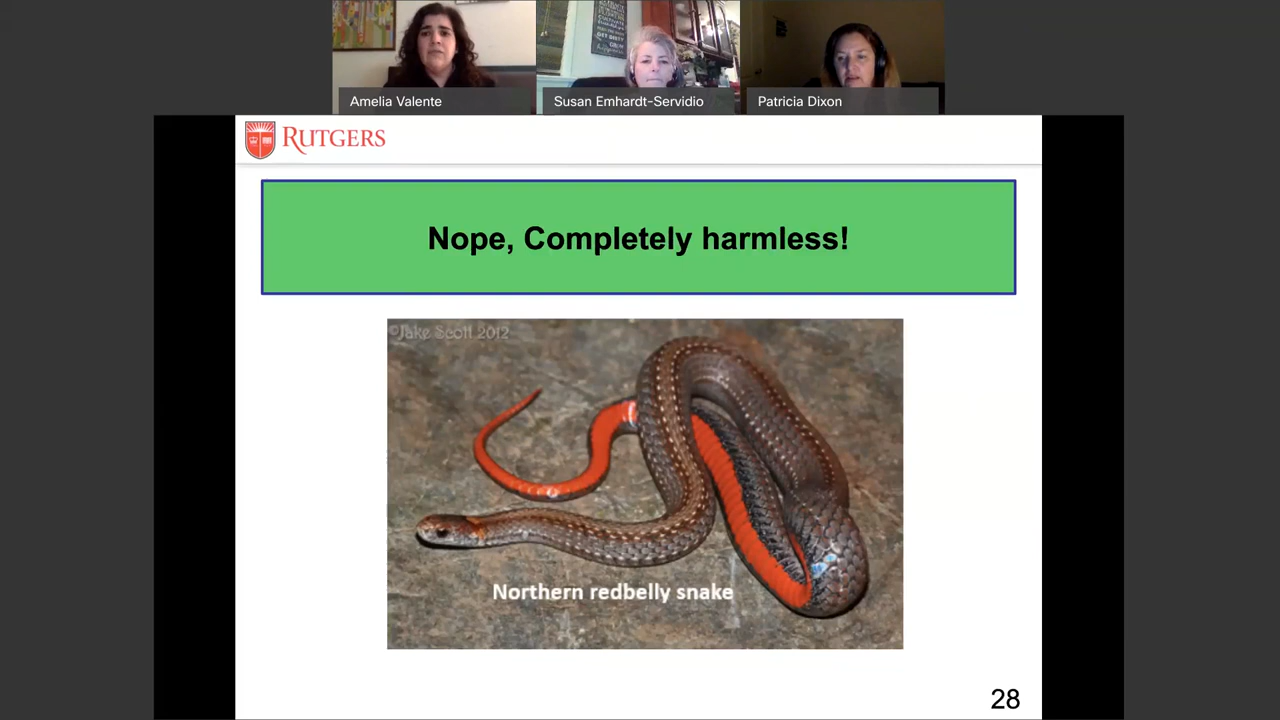 Amelia Valente
Susan Emhardt-Servidio
Patricia Dixon
RUTGERS
Nope, Completely harmless!
©Jake Scott 2012
Northern redbelly snake
28